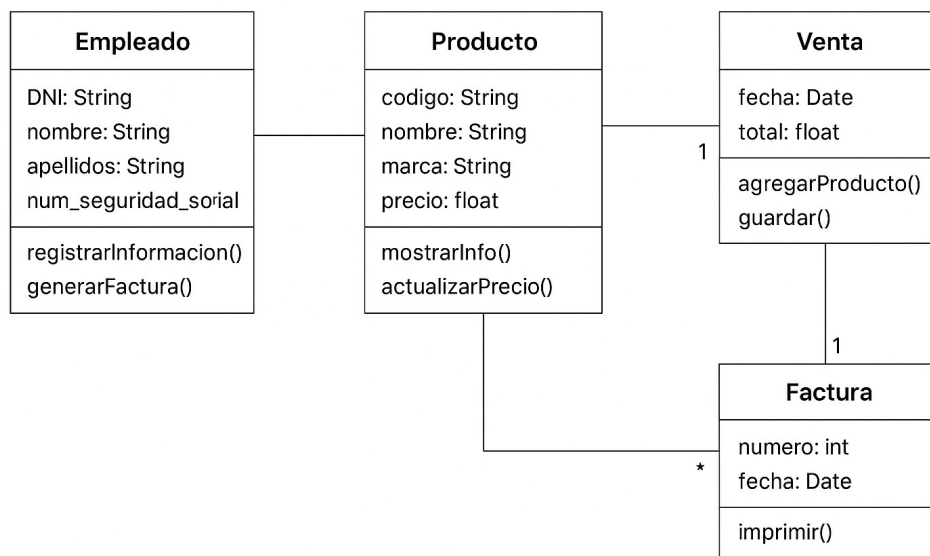 Empleado
DNI: String
nombre: String
apellidos: String
num_seguridad_sorial
registrarInformacion()
generarFactura()
Producto
codigo: String
nombre: String
marca: String
precio: float
mostrarInfo()
actualizarPrecio()
Venta
fecha: Date
total: float
agregarProducto()
guardar()
1
1
Factura
numero: int
fecha: Date
imprimir()
*